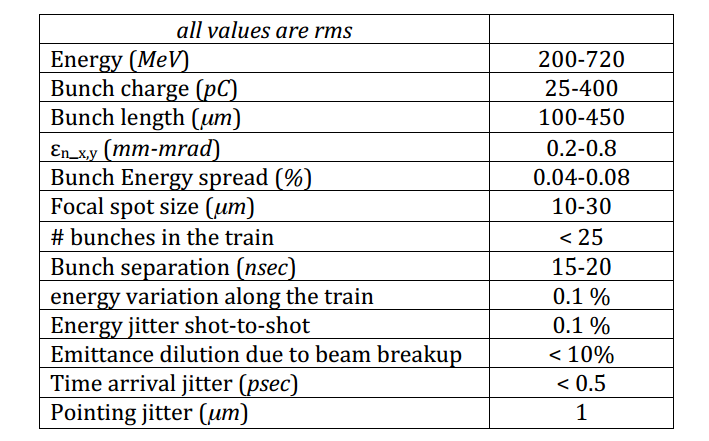 all values are rms
Energy (MeV) 200-720
Bunch charge (pC) 25-400
Bunch length (μm) 100-450
εn_x,y (mm-mrad) 0.2-0.8
Bunch Energy spread (%) 0.04-0.08
Focal spot size (μm) 10-30
# bunches in the train < 25
Bunch separation (nsec) 15-20
energy variation along the train 0.1 %
Energy jitter shot-to-shot 0.1 %
Emittance dilution due to beam breakup < 10%
Time arrival jitter (psec) < 0.5
Pointing jitter (μm) 1